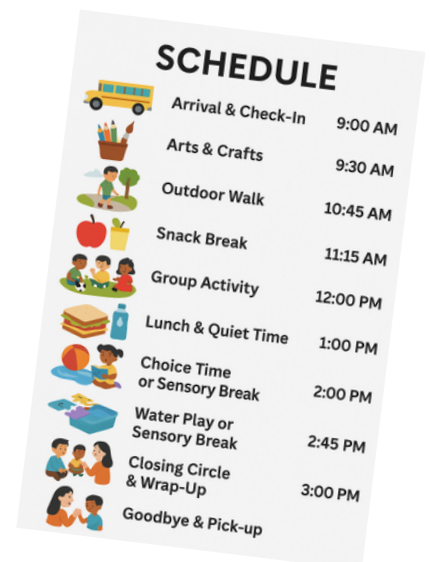 SCHEDULE
Arrival & Check-In 9:00 AM
Arts & Crafts 9:30 AM
Outdoor Walk 10:45 AM
Snack Break 11:15 AM
Group Activity 12:00 PM
Lunch & Quiet Time 1:00 PM
Choice Time
or Sensory Break 2:00 PM
Water Play or
Sensory Break 2:45 PM
Closing Circle
& Wrap-Up 3:00 PM
Goodbye & Pick-up